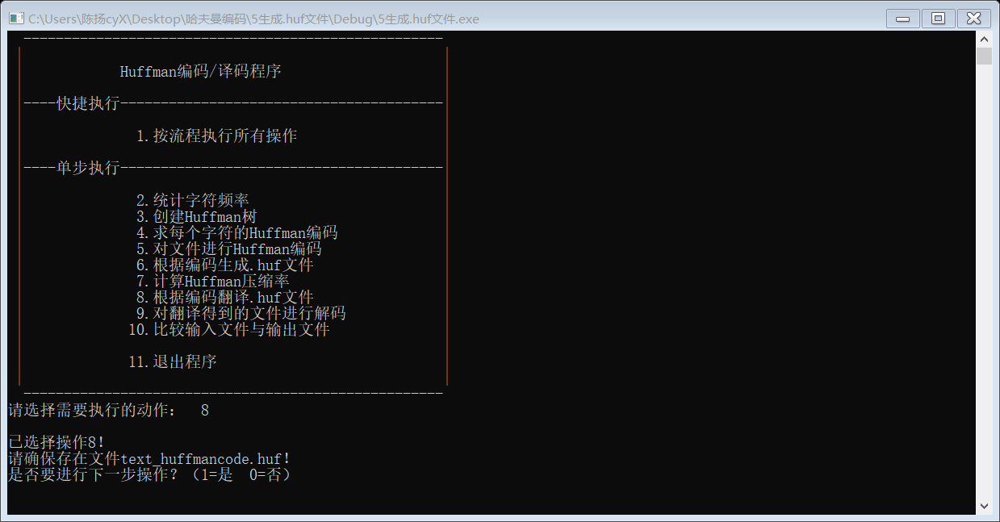 C:\Users\陈扬cyX\Desktop\哈夫曼编码\5生成.huf文件\Debug\5生成.huf文件.exe
----------------------------------------------------
Huffman编码/译码程序
----快捷执行----------------------------------------
1.按流程执行所有操作
----单步执行----------------------------------------
2.统计字符频率
3.创建Huffman树
4.求每个字符的Huffman编码
5.对文件进行Huffman编码
6.根据编码生成.huf文件
7.计算Huffman压缩率
8.根据编码翻译.huf文件
9.对翻译得到的文件进行解码
10.比较输入文件与输出文件
11.退出程序
----------------------------------------------------
请选择需要执行的动作： 8
已选择操作8!
请确保存在文件text_huffmancode.huf!
是否要进行下一步操作？（1=是 0=否）